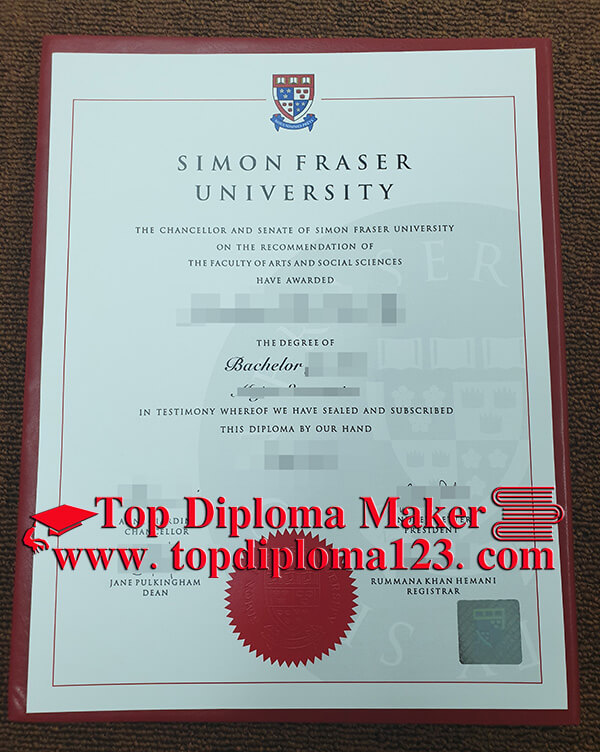 SIMON FRASER
UNIVERSITY
THE CHANCELLOR AND SENATE OF SIMON FRASER UNIVERSITY
ON THE RECOMMENDATION OF
THE FACULTY OF ARTS AND SOCIAL SCIENCES
HAVE AWARDED
THE DEGREE OF
Bachelor
IN TESTIMONY WHEREOF WE HAVE SEALED AND SUBSCRIBED
THIS DIPLOMA BY OUR HAND
Top Diploma Maker
CHANCELLOR
PRESIDENT
www. topdiploma123. com
JANE PULKINGHAM
DEAN
RUMMANA KHAN HEMANI
REGISTRAR